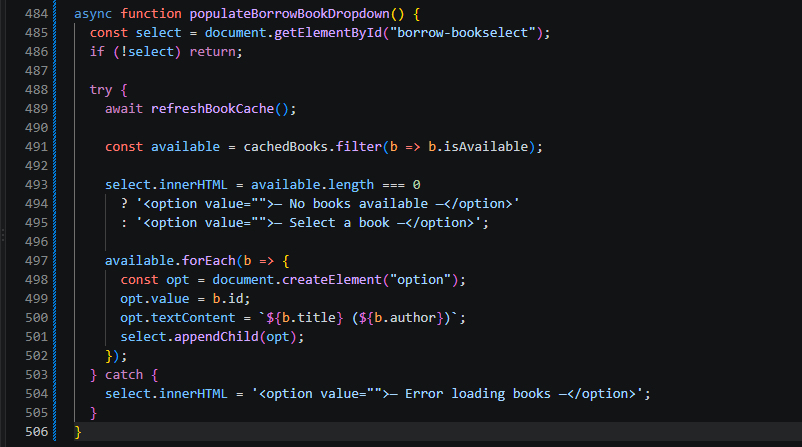 484 async function populateBorrowBookDropdown() {
485   const select = document.getElementById("borrow-bookselect");
486   if (!select) return;
487
488   try {
489     await refreshBookCache();
490
491     const available = cachedBooks.filter(b => b.isAvailable);
492
493     select.innerHTML = available.length === 0
494       ? '<option value="">— No books available —</option>'
495       : '<option value="">— Select a book —</option>';
496
497     available.forEach(b => {
498       const opt = document.createElement("option");
499       opt.value = b.id;
500       opt.textContent = `${b.title} (${b.author})`;
501       select.appendChild(opt);
502     });
503   } catch {
504     select.innerHTML = '<option value="">— Error loading books —</option>';
505   }
506 }